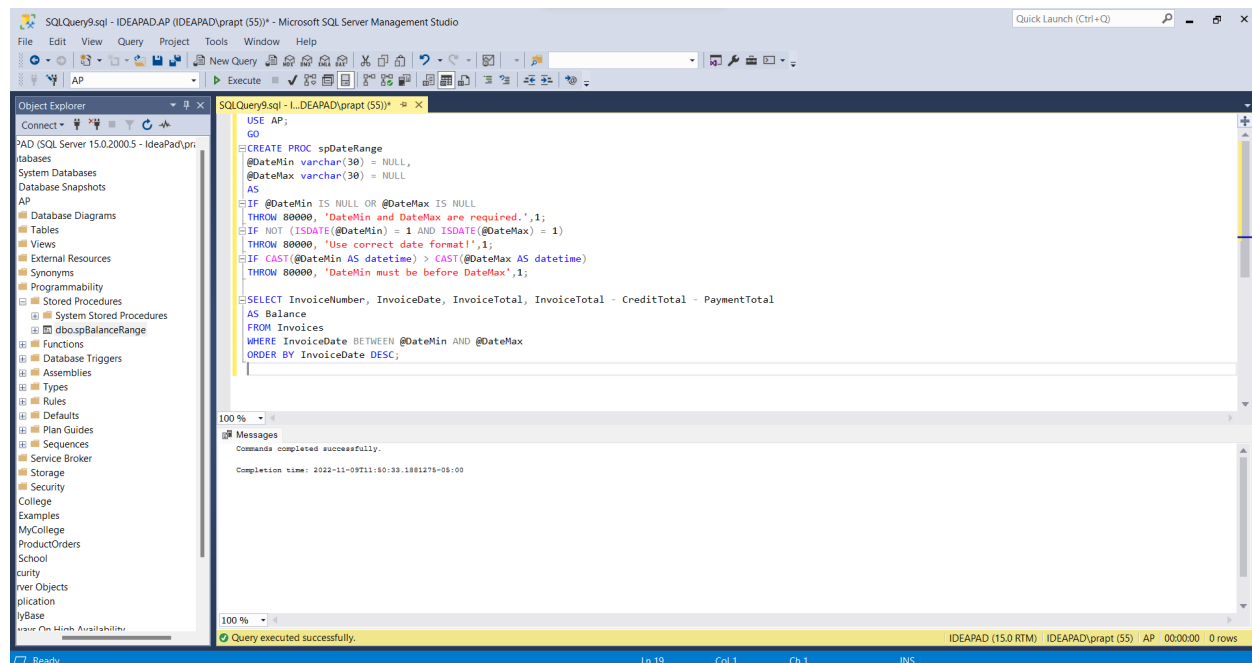 SQLQuery9.sql - IDEAPAD.AP (IDEAPAD\prapt (55))* - Microsoft SQL Server Management Studio
Quick Launch (Ctrl+Q)
File Edit View Query Project Tools Window Help
New Query
AP
Execute
Object Explorer
SQLQuery9.sql - I...DEAPAD\prapt (55))*
Connect
PAD (SQL Server 15.0.2000.5 - IdeaPad\pra
tabases
System Databases
Database Snapshots
AP
Database Diagrams
Tables
Views
External Resources
Synonyms
Programmability
Stored Procedures
System Stored Procedures
dbo.spBalanceRange
Functions
Database Triggers
Assemblies
Types
Rules
Defaults
Plan Guides
Sequences
Service Broker
Storage
Security
College
Examples
MyCollege
ProductOrders
School
curity
rver Objects
plication
lyBase
ways On High Availability
USE AP;
GO
CREATE PROC spDateRange
@DateMin varchar(30) = NULL,
@DateMax varchar(30) = NULL
AS
IF @DateMin IS NULL OR @DateMax IS NULL
THROW 80000, 'DateMin and DateMax are required.',1;
IF NOT (ISDATE(@DateMin) = 1 AND ISDATE(@DateMax) = 1)
THROW 80000, 'Use correct date format!',1;
IF CAST(@DateMin AS datetime) > CAST(@DateMax AS datetime)
THROW 80000, 'DateMin must be before DateMax',1;
SELECT InvoiceNumber, InvoiceDate, InvoiceTotal, InvoiceTotal - CreditTotal - PaymentTotal
AS Balance
FROM Invoices
WHERE InvoiceDate BETWEEN @DateMin AND @DateMax
ORDER BY InvoiceDate DESC;
100 %
Messages
Commands completed successfully.
Completion time: 2022-11-09T11:50:33.1881275-05:00
100 %
Query executed successfully.
IDEAPAD (15.0 RTM) IDEAPAD\prapt (55) AP 00:00:00 0 rows
Ready Ln 19 Col 1 Ch 1 INS